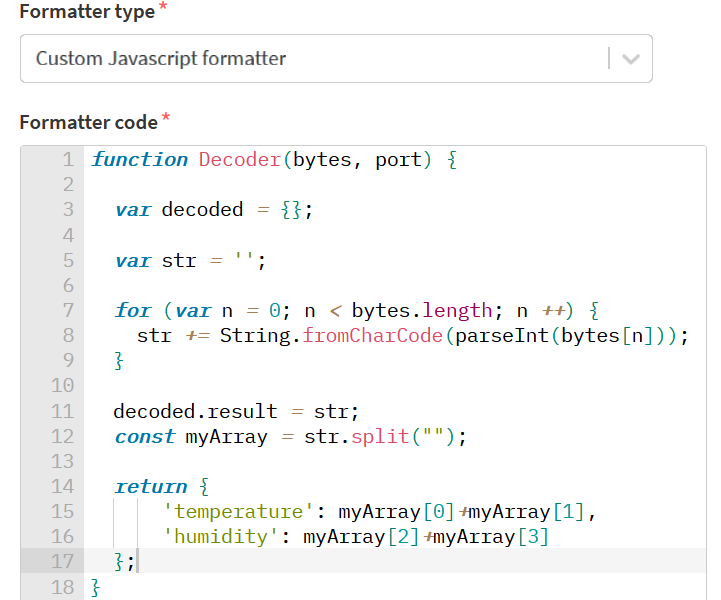 Formatter type *
Custom Javascript formatter
Formatter code *
1 function Decoder(bytes, port) {
2
3   var decoded = {};
4
5   var str = '';
6
7   for (var n = 0; n < bytes.length; n ++) {
8     str += String.fromCharCode(parseInt(bytes[n]));
9   }
10
11   decoded.result = str;
12   const myArray = str.split("");
13
14   return {
15       'temperature': myArray[0]+myArray[1],
16       'humidity': myArray[2]+myArray[3]
17   };
18 }